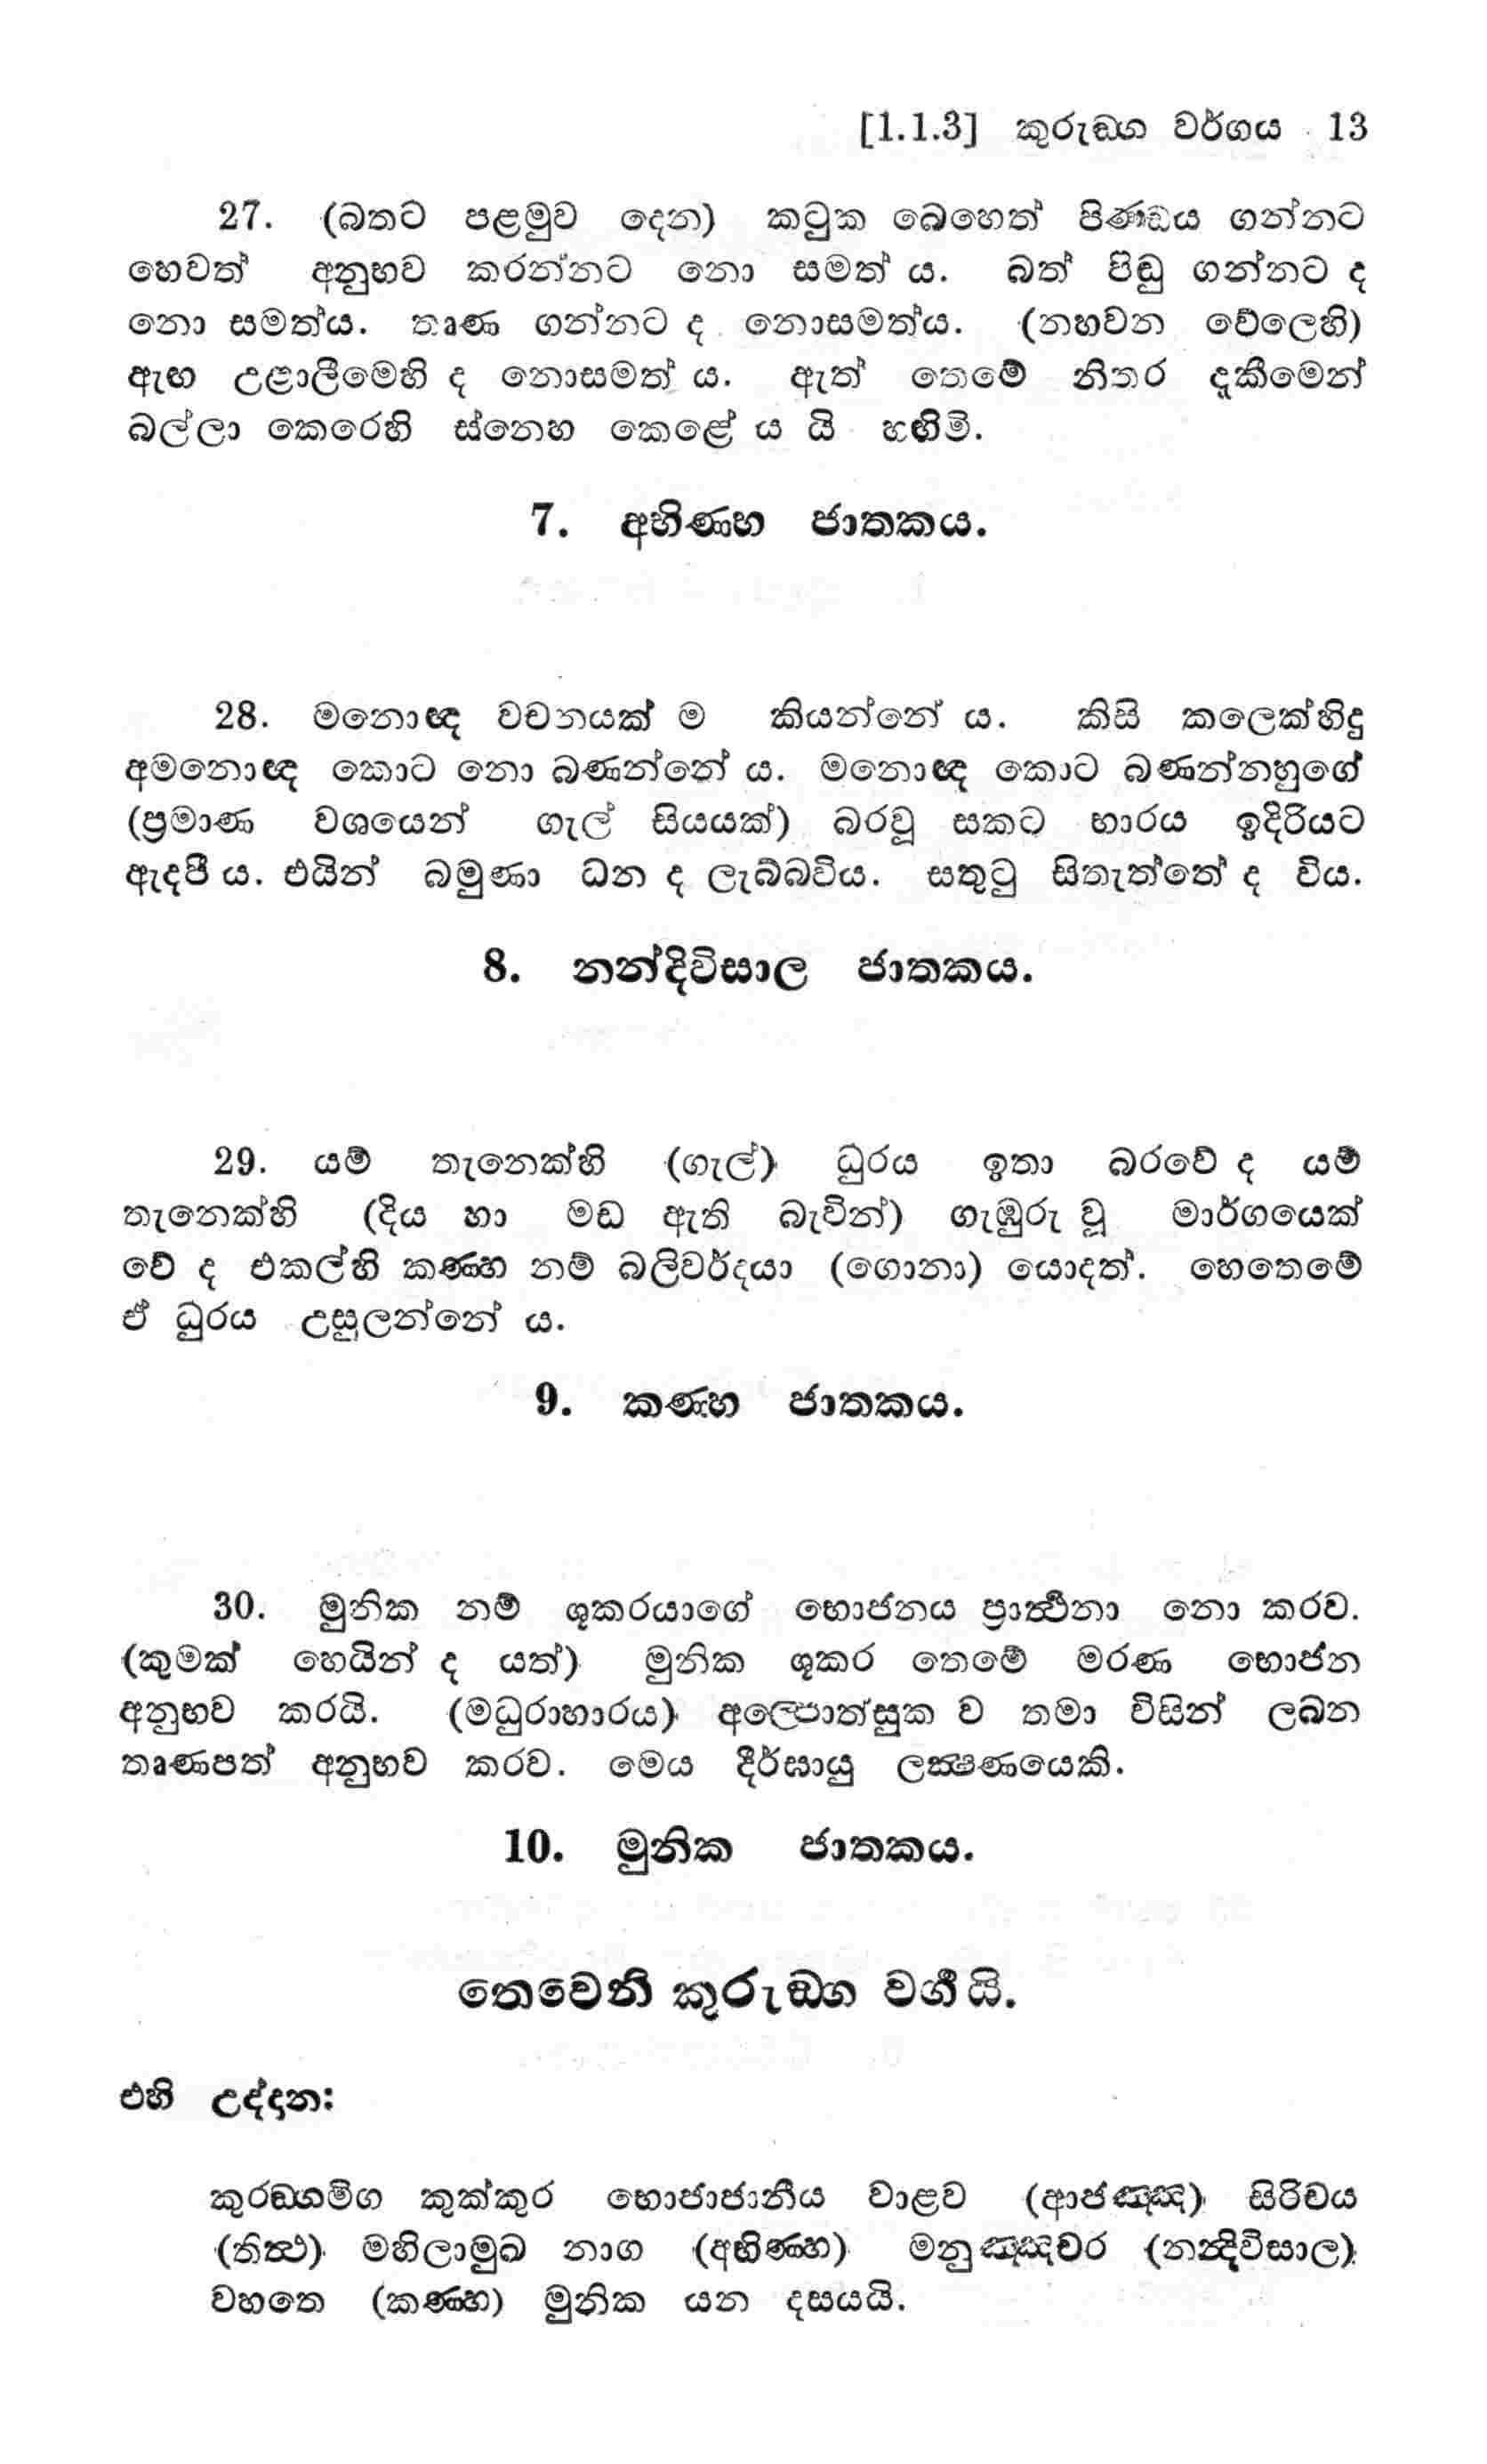 [1.1.3] කුරුඞ්ග වර්ගය 13
27. (බතට පළමුව දෙන) කටුක බෙහෙත් පිණ්ඩය ගන්නට
හෙවත් අනුභව කරන්නට නො සමත් ය. බත් පිඬු ගන්නට ද
නො සමත්ය. තෘණ ගන්නට ද නොසමත්ය. (නහවන වේලෙහි)
ඇඟ උළාලීමෙහි ද නොසමත් ය. ඇත් තෙමේ නිතර දැකීමෙන්
බල්ලා කෙරෙහි ස්නෙහ කෙළේ ය යි හඟිමි.
7. අභිණ්හ ජාතකය.
28. මනොඥ වචනයක් ම කියන්නේ ය. කිසි කලෙක්හිදු
අමනොඥ කොට නො බණන්නේ ය. මනොඥ කොට බණන්නහුගේ
(ප්‍රමාණ වශයෙන් ගැල් සියයක්) බරවූ සකට භාරය ඉදිරියට
ඇදපී ය. එයින් බමුණා ධන ද ලැබ්බවිය. සතුටු සිතැත්තේ ද විය.
8. නන්දිවිසාල ජාතකය.
29. යම් තැනෙක්හි (ගැල්) ධුරය ඉතා බරවේ ද යම්
තැනෙක්හි (දිය හා මඩ ඇති බැවින්) ගැඹුරු වූ මාර්ගයෙක්
වේ ද එකල්හි කණ්හ නම් බලිවර්දයා (ගොනා) යොදත්. හෙතෙමේ
ඒ ධුරය උසුලන්නේ ය.
9. කණ්හ ජාතකය.
30. මුනික නම් ශූකරයාගේ භොජනය ප්‍රාර්ථනා නො කරව.
(කුමක් හෙයින් ද යත්) මුනික ශූකර තෙමේ මරණ භොජන
අනුභව කරයි. (මධුරාහාරය) අල්පොත්සුක ව තමා විසින් ලබන
තෘණපත් අනුභව කරව. මෙය දීර්ඝායු ලක්‍ෂණයෙකි.
10. මුනික ජාතකය.
තෙවෙනි කුරුඞ්ග වර්ගයි.
එහි උද්දාන:
කුරඞ්ගමිග කුක්කුර භොජාජානීය වාළව (ආජඤ්ඤ) සිරිවය
(තිත්‍ථ) මහිලාමුඛ නාග (අභිණ්හ) මනුඤ්ඤවර (නන්‍දිවිසාල)
වහතෙ (කණ්හ) මුනික යන දසයයි.